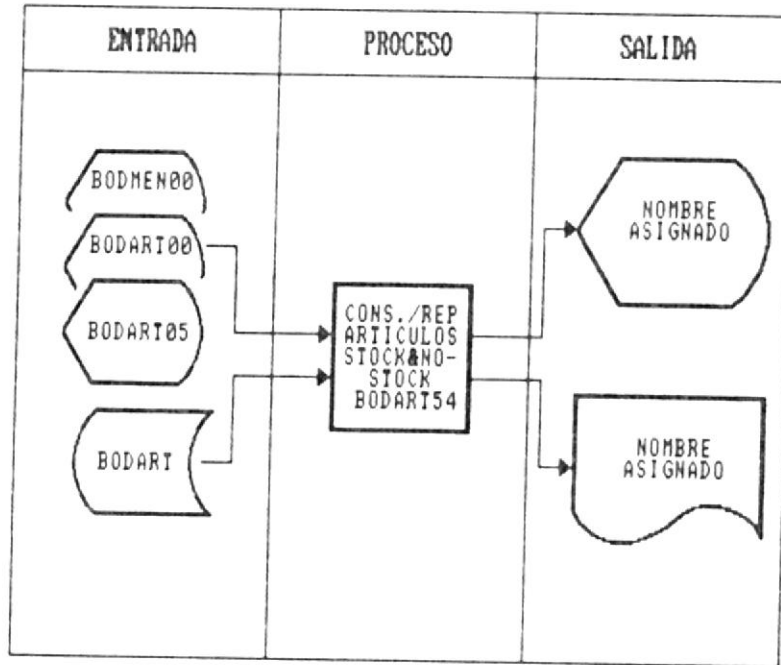 ENTRADA
PROCESO
SALIDA
BODMEN00
BODART00
BODART05
BODART
CONS./REP
ARTICULOS
STOCK&NO-
STOCK
BODART54
NOMBRE
ASIGNADO
NOMBRE
ASIGNADO